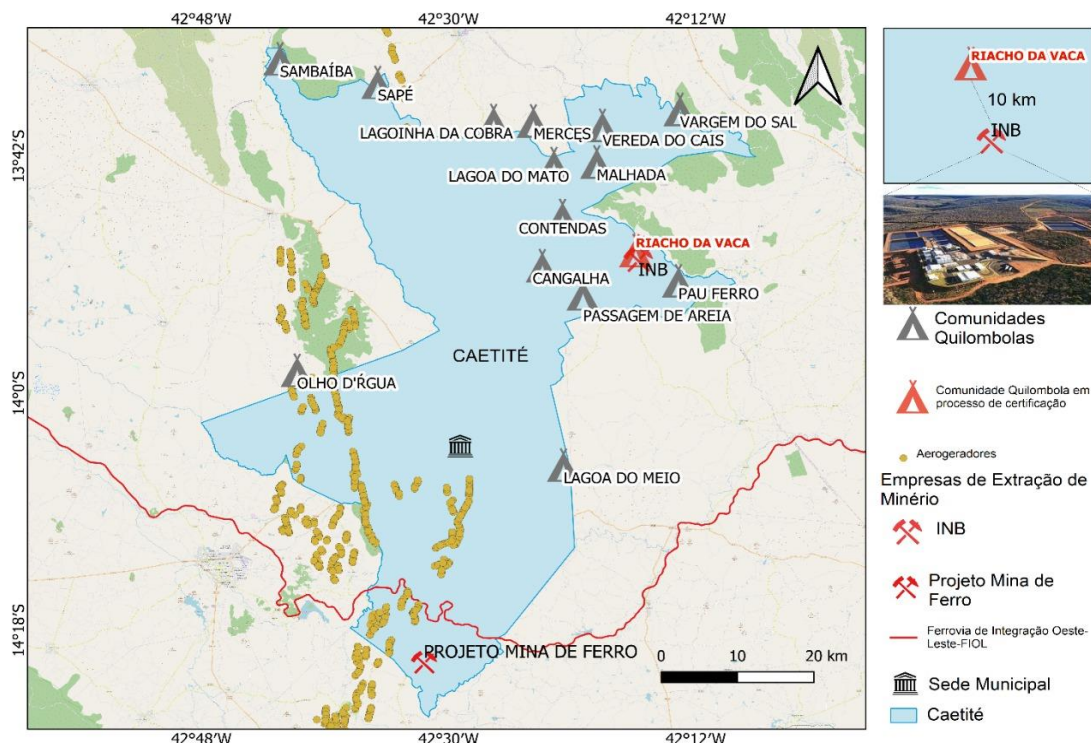 42°48'W
42°30'W
42°12'W
13°42'S
14°0'S
14°18'S
SAMBAÍBA
SAPÉ
LAGOINHA DA COBRA
MERCES
VEREDA DO CAIS
VARGEM DO SAL
LAGOA DO MATO
MALHADA
CONTENDAS
RIACHO DA VACA
INB
CANGALHA
PAU FERRO
PASSAGEM DE AREIA
CAETITÉ
OLHO D'ŔGUA
LAGOA DO MEIO
PROJETO MINA DE FERRO
0 10 20 km
42°48'W
42°30'W
42°12'W
RIACHO DA VACA
10 km
INB
Comunidades
Quilombolas
Comunidade Quilombola em
processo de certificação
Aerogeradores
Empresas de Extração de
Minério
INB
Projeto Mina de
Ferro
Ferrovia de Integração Oeste-
Leste-FIOL
Sede Municipal
Caetité